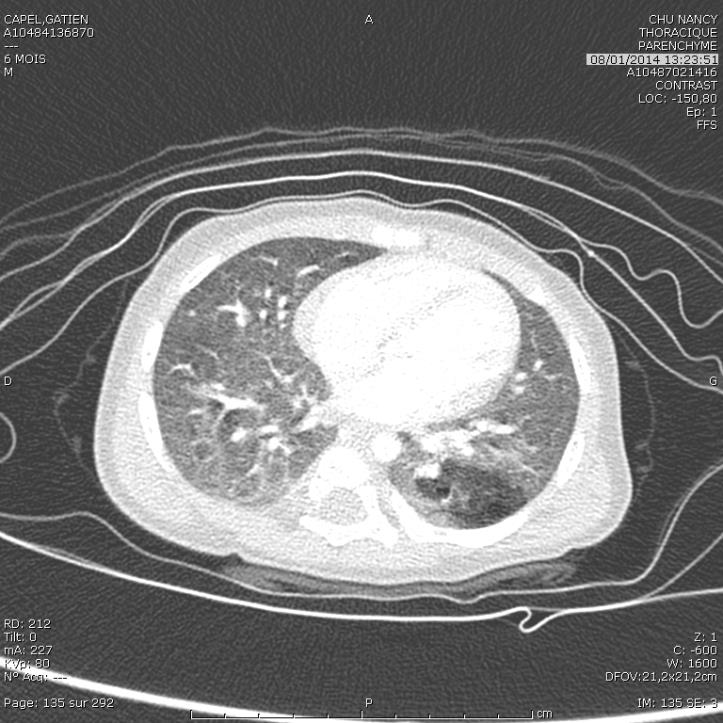 CAPEL,GATIEN
A10484136870
---
6 MOIS
M
A
CHU NANCY
THORACIQUE
PARENCHYME
08/01/2014 13:23:51
A10487021416
CONTRAST
LOC: -150,80
Ep: 1
FFS
D
G
RD: 212
Tilt: 0
mA: 227
Kvp: 80
N° Acq: ---
Page: 135 sur 292
P
cm
Z: 1
C: -600
W: 1600
DFOV:21,2x21,2cm
IM: 135 SE: 3